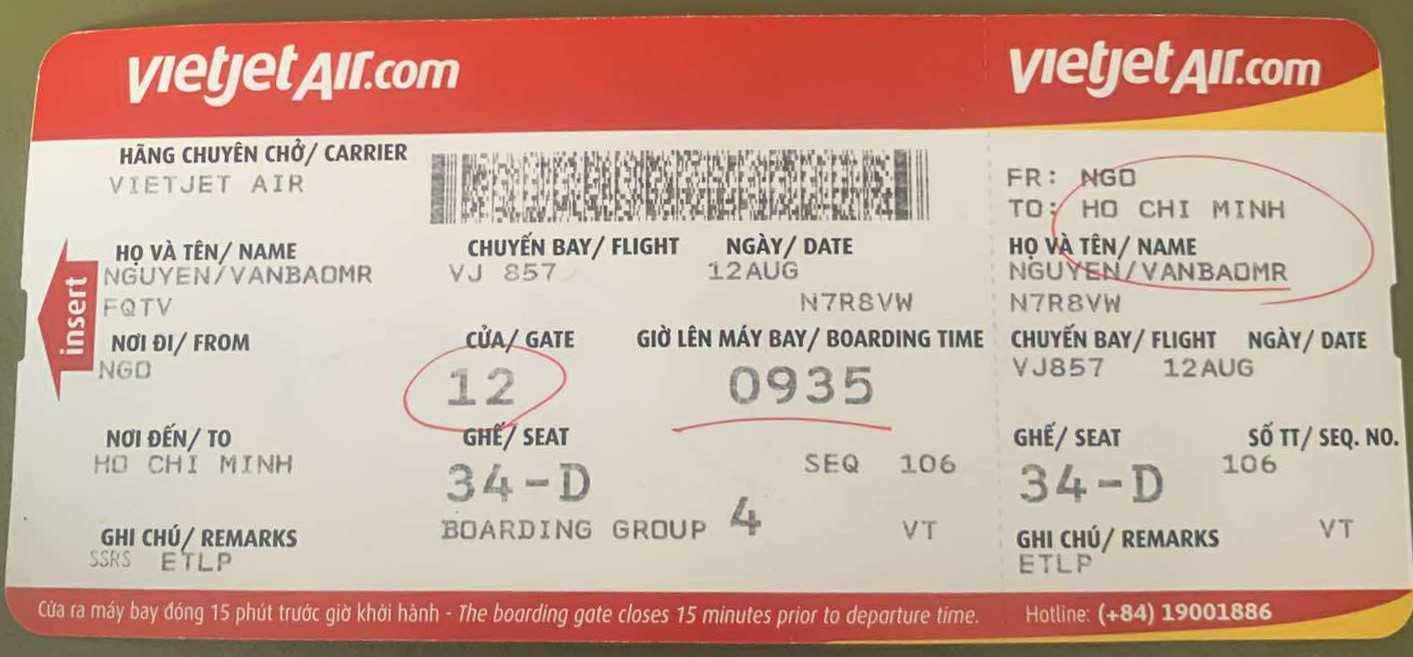 vietjetAir.com
vietjetAir.com
HÃNG CHUYÊN CHỞ/ CARRIER
VIETJET AIR
FR: NGO
TO: HO CHI MINH
HỌ VÀ TÊN/ NAME
CHUYẾN BAY/ FLIGHT
NGÀY/ DATE
HỌ VÀ TÊN/ NAME
NGUYEN/VANBAOMR
VJ 857
12AUG
NGUYEN/VANBAOMR
FQTV
N7R8VW
N7R8VW
insert
NƠI ĐI/ FROM
CỬA/ GATE
GIỜ LÊN MÁY BAY/ BOARDING TIME
CHUYẾN BAY/ FLIGHT
NGÀY/ DATE
NGO
12
0935
VJ857
12AUG
NƠI ĐẾN/ TO
GHẾ/ SEAT
GHẾ/ SEAT
SỐ TT/ SEQ. NO.
HO CHI MINH
34-D
SEQ 106
34-D
106
BOARDING GROUP 4
VT
VT
GHI CHÚ/ REMARKS
GHI CHÚ/ REMARKS
SSRS ETLP
ETLP
Cửa ra máy bay đóng 15 phút trước giờ khởi hành - The boarding gate closes 15 minutes prior to departure time.
Hotline: (+84) 19001886